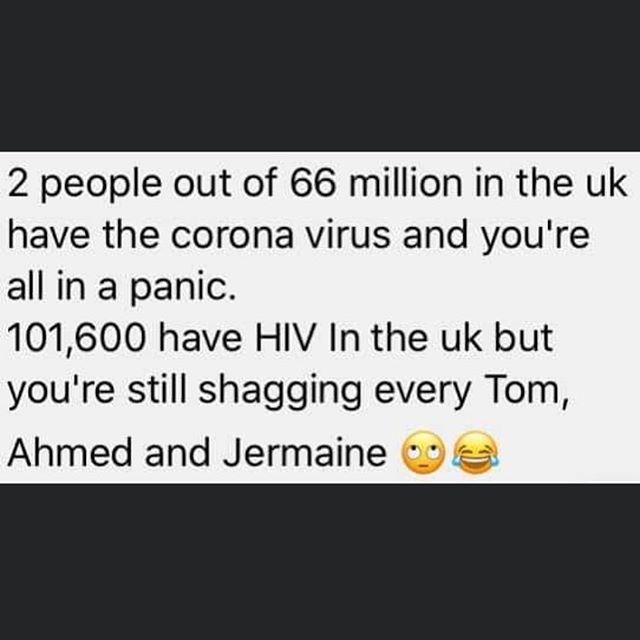 2 people out of 66 million in the uk
have the corona virus and you're
all in a panic.
101,600 have HIV In the uk but
you're still shagging every Tom,
Ahmed and Jermaine 🙄😂